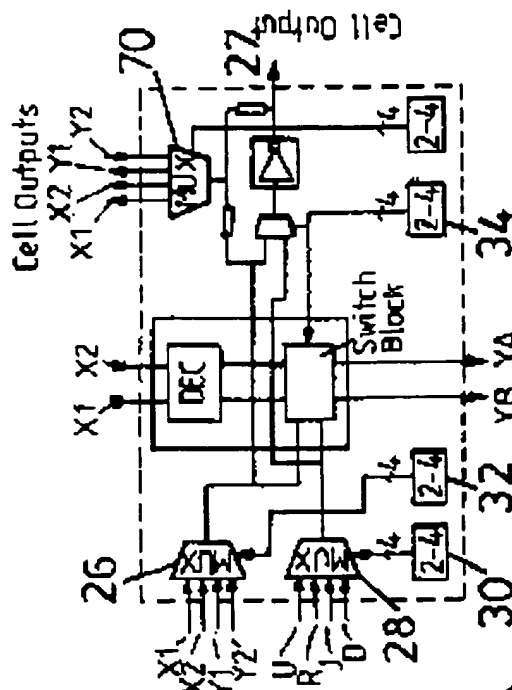 Cell Outputs
X1
X2
Y1
Y2
70
MUX
X1
X2
DEC
Switch
Block
27
Cell Output
26
MUX
X1
X2
Y1
Y2
28
MUX
U
R
D
4
2-4
30
4
2-4
32
4
2-4
34
4
2-4
YB
YA